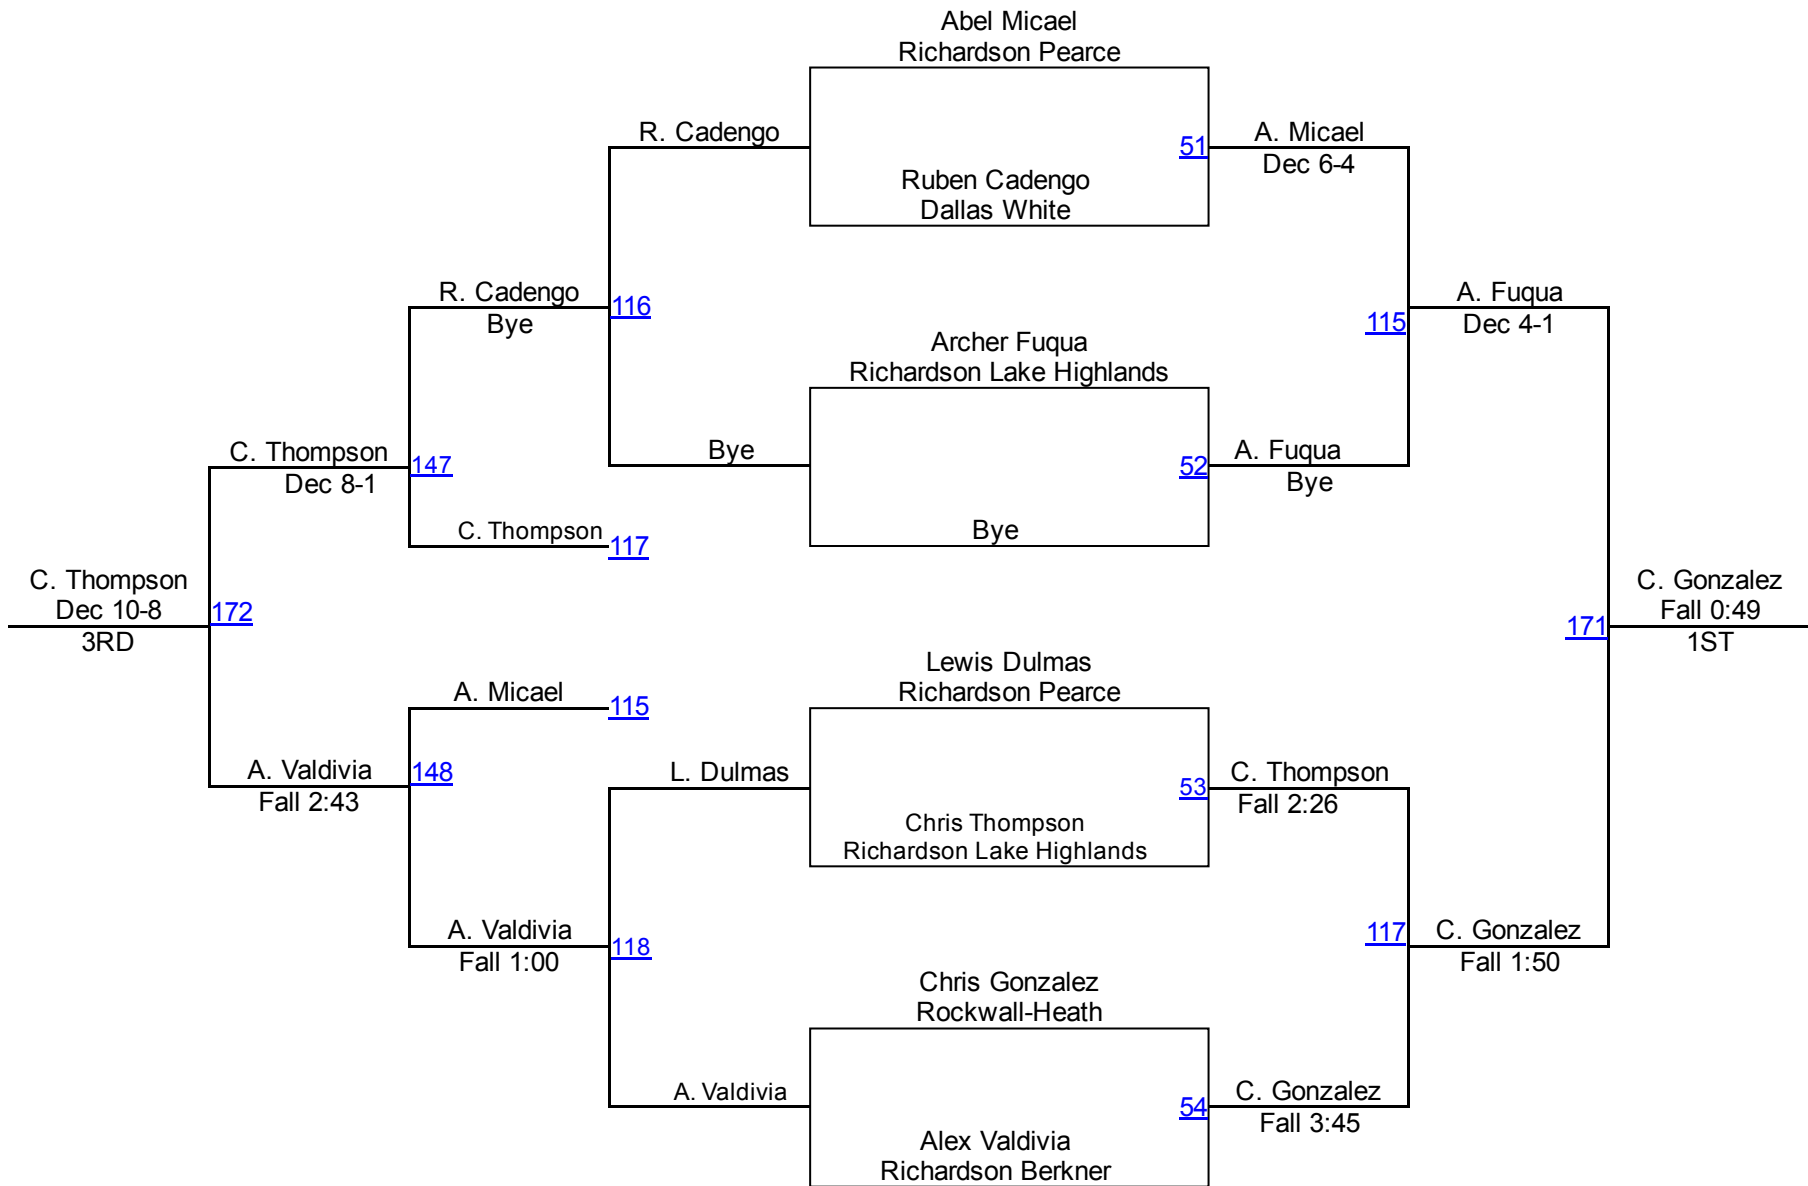 Abel Micael
Richardson Pearce
R. Cadengo
51
A. Micael
Dec 6-4
Ruben Cadengo
Dallas White
R. Cadengo
Bye
116
115
A. Fuqua
Dec 4-1
Archer Fuqua
Richardson Lake Highlands
C. Thompson
Dec 8-1
147
Bye
52
A. Fuqua
Bye
C. Thompson
117
Bye
C. Thompson
Dec 10-8
3RD
172
171
C. Gonzalez
Fall 0:49
1ST
A. Micael
115
Lewis Dulmas
Richardson Pearce
A. Valdivia
Fall 2:43
148
L. Dulmas
53
C. Thompson
Fall 2:26
Chris Thompson
Richardson Lake Highlands
A. Valdivia
Fall 1:00
118
117
C. Gonzalez
Fall 1:50
Chris Gonzalez
Rockwall-Heath
A. Valdivia
54
C. Gonzalez
Fall 3:45
Alex Valdivia
Richardson Berkner